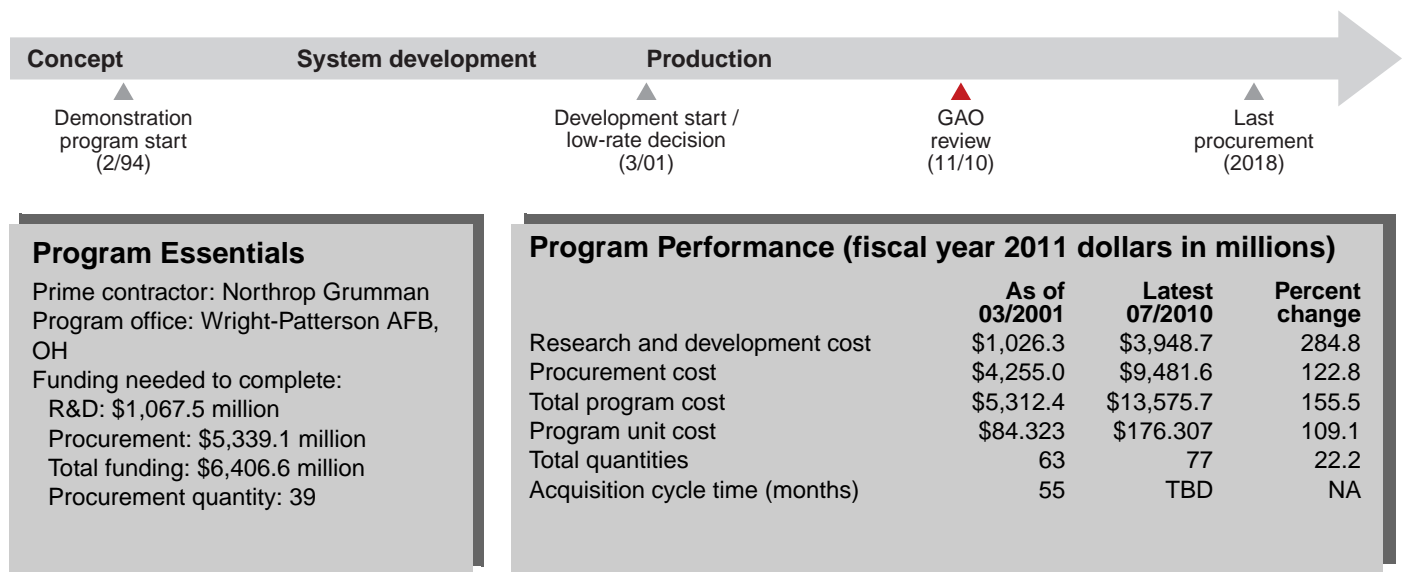 Concept System development Production
Demonstration
program start
(2/94)
Development start /
low-rate decision
(3/01)
GAO
review
(11/10)
Last
procurement
(2018)
Program Essentials
Prime contractor: Northrop Grumman
Program office: Wright-Patterson AFB,
OH
Funding needed to complete:
R&D: $1,067.5 million
Procurement: $5,339.1 million
Total funding: $6,406.6 million
Procurement quantity: 39
Program Performance (fiscal year 2011 dollars in millions)
As of Latest Percent
03/2001 07/2010 change
Research and development cost $1,026.3 $3,948.7 284.8
Procurement cost $4,255.0 $9,481.6 122.8
Total program cost $5,312.4 $13,575.7 155.5
Program unit cost $84.323 $176.307 109.1
Total quantities 63 77 22.2
Acquisition cycle time (months) 55 TBD NA